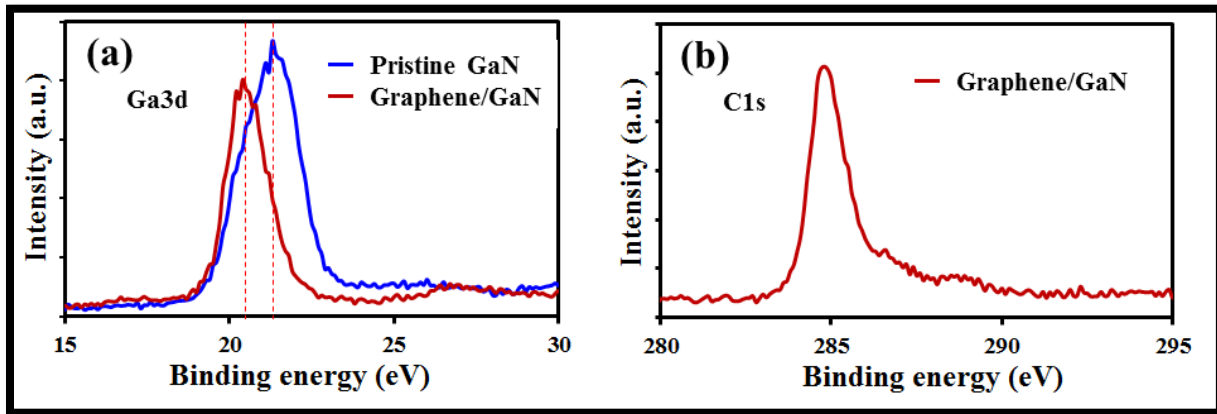 (a)
Pristine GaN
Graphene/GaN
Ga3d
Intensity (a.u.)
15 20 25 30
Binding energy (eV)
(b)
Graphene/GaN
C1s
Intensity (a.u.)
280 285 290 295
Binding energy (eV)